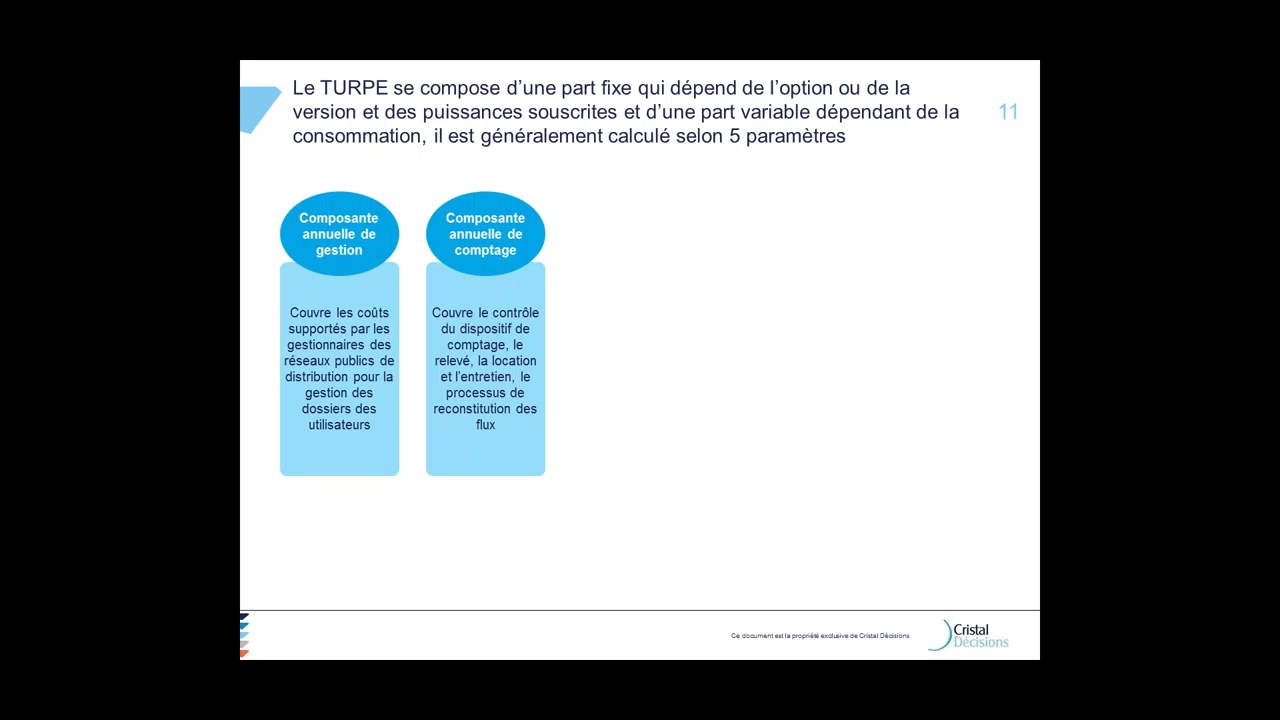 Le TURPE se compose d’une part fixe qui dépend de l’option ou de la
version et des puissances souscrites et d’une part variable dépendant de la
consommation, il est généralement calculé selon 5 paramètres
11
Composante
annuelle de
gestion
Couvre les coûts
supportés par les
gestionnaires des
réseaux publics de
distribution pour la
gestion des
dossiers des
utilisateurs
Composante
annuelle de
comptage
Couvre le contrôle
du dispositif de
comptage, le
relevé, la location
et l’entretien, le
processus de
reconstitution des
flux
Ce document est la propriété exclusive de Cristal Décisions
Cristal
Décisions